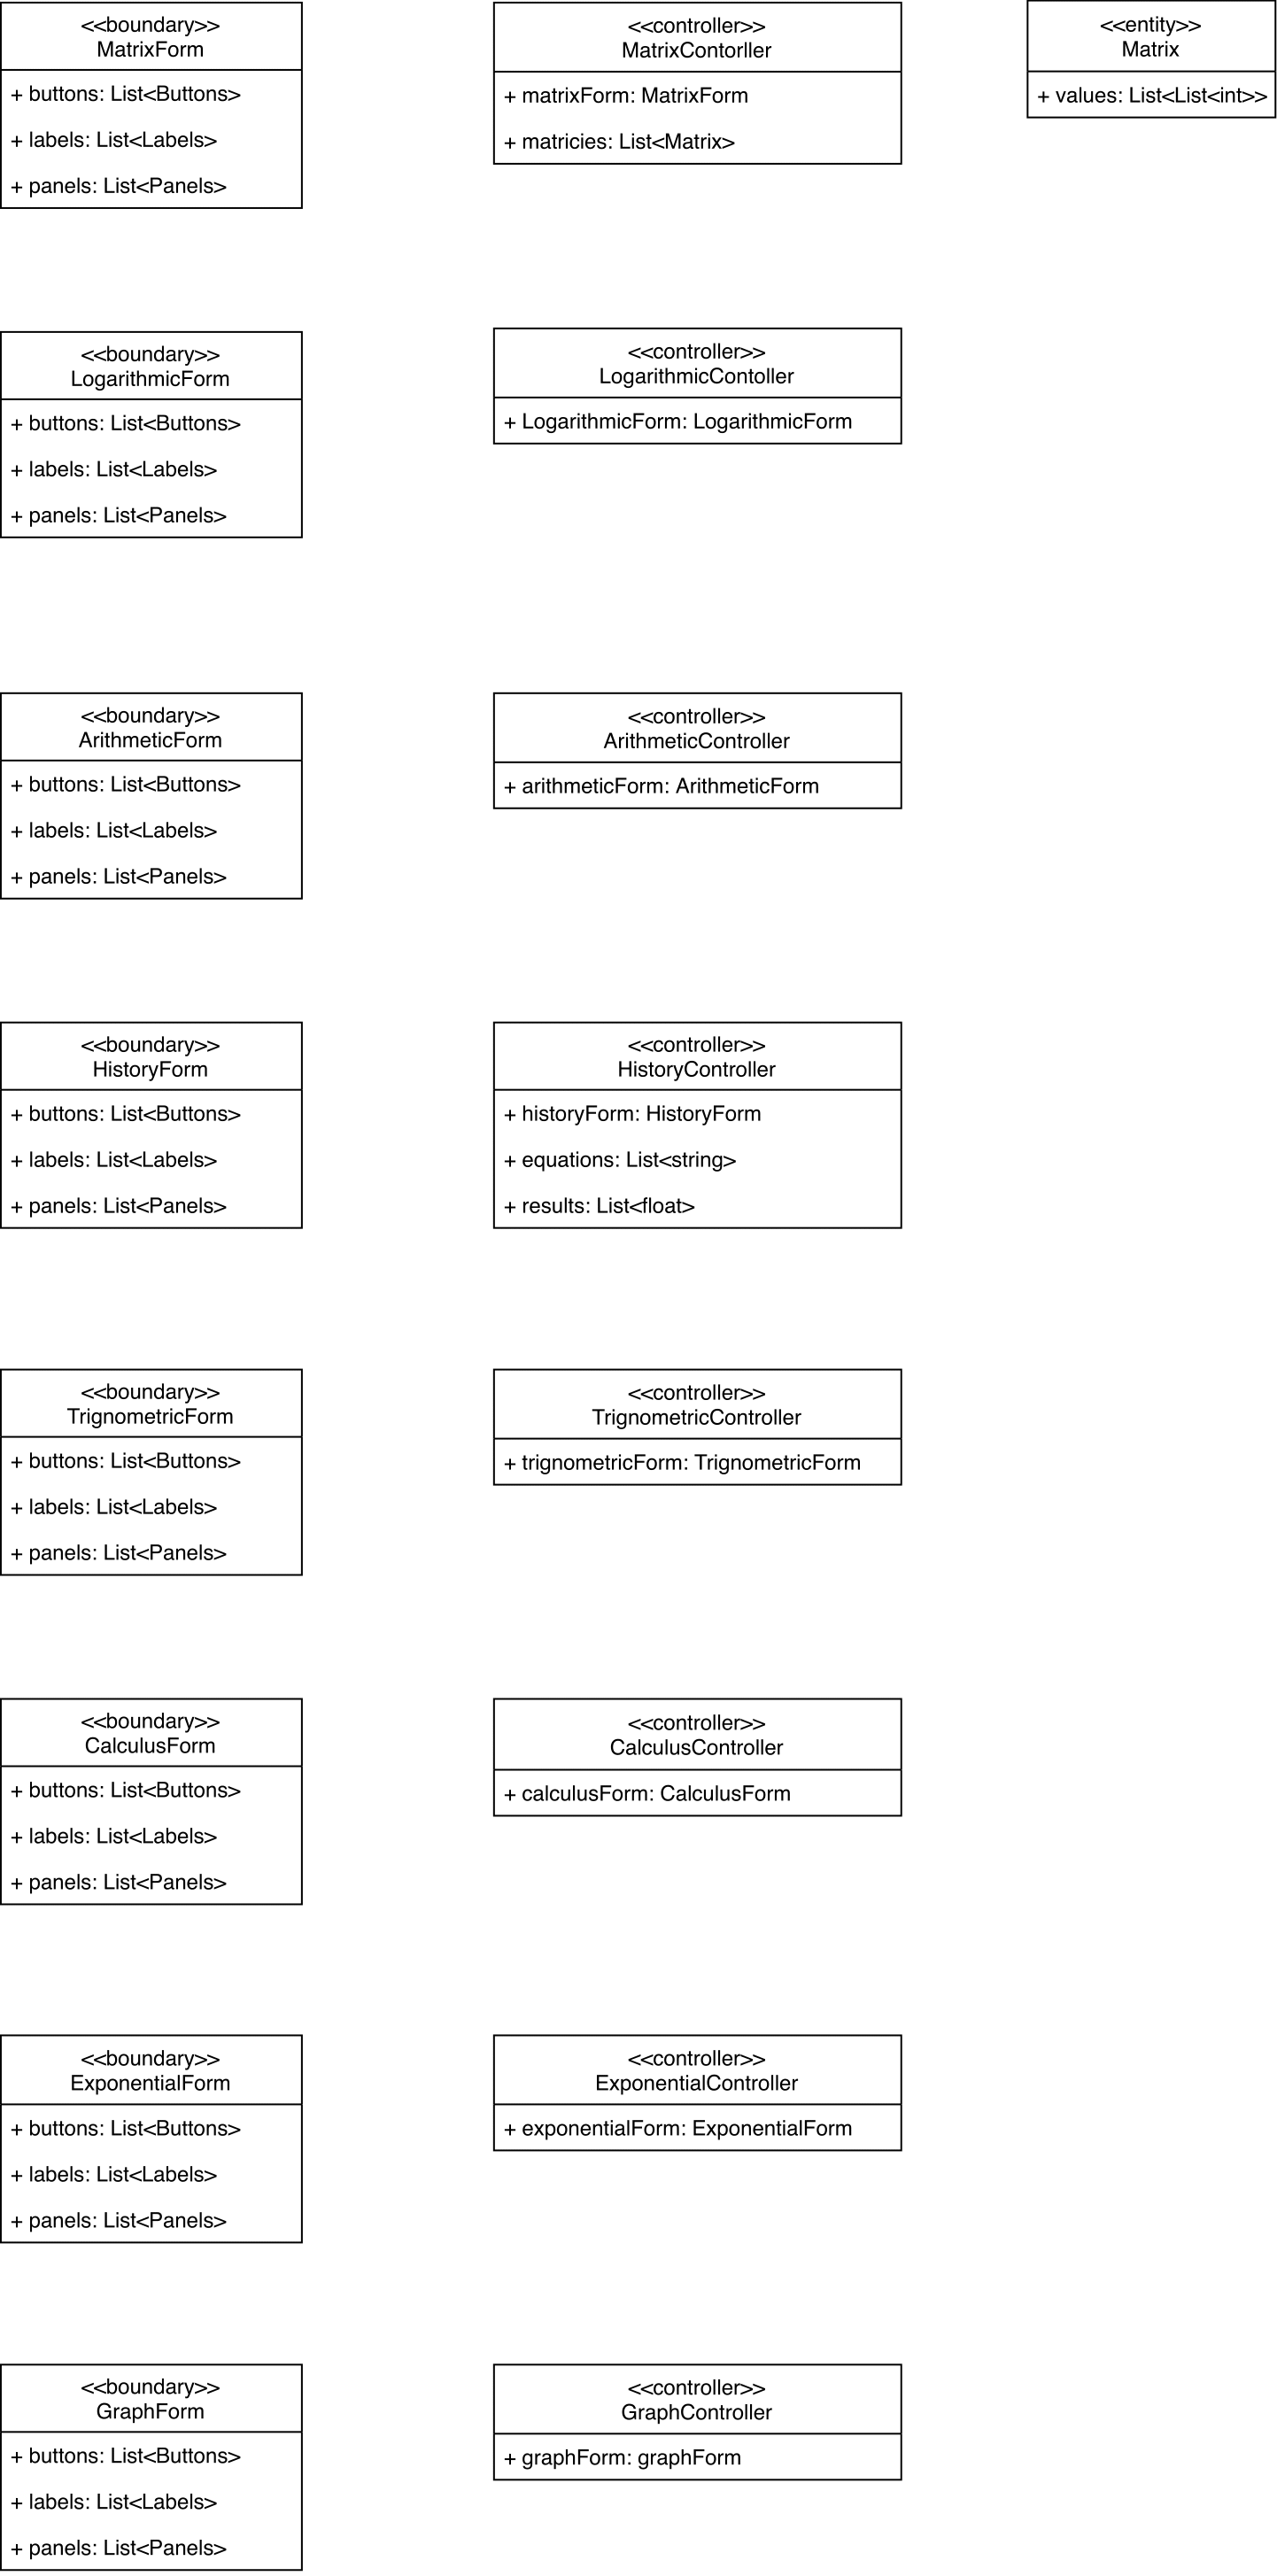 <<boundary>>
MatrixForm
+ buttons: List<Buttons>
+ labels: List<Labels>
+ panels: List<Panels>
<<controller>>
MatrixContorller
+ matrixForm: MatrixForm
+ matricies: List<Matrix>
<<entity>>
Matrix
+ values: List<List<int>>
<<boundary>>
LogarithmicForm
+ buttons: List<Buttons>
+ labels: List<Labels>
+ panels: List<Panels>
<<controller>>
LogarithmicContoller
+ LogarithmicForm: LogarithmicForm
<<boundary>>
ArithmeticForm
+ buttons: List<Buttons>
+ labels: List<Labels>
+ panels: List<Panels>
<<controller>>
ArithmeticController
+ arithmeticForm: ArithmeticForm
<<boundary>>
HistoryForm
+ buttons: List<Buttons>
+ labels: List<Labels>
+ panels: List<Panels>
<<controller>>
HistoryController
+ historyForm: HistoryForm
+ equations: List<string>
+ results: List<float>
<<boundary>>
TrignometricForm
+ buttons: List<Buttons>
+ labels: List<Labels>
+ panels: List<Panels>
<<controller>>
TrignometricController
+ trignometricForm: TrignometricForm
<<boundary>>
CalculusForm
+ buttons: List<Buttons>
+ labels: List<Labels>
+ panels: List<Panels>
<<controller>>
CalculusController
+ calculusForm: CalculusForm
<<boundary>>
ExponentialForm
+ buttons: List<Buttons>
+ labels: List<Labels>
+ panels: List<Panels>
<<controller>>
ExponentialController
+ exponentialForm: ExponentialForm
<<boundary>>
GraphForm
+ buttons: List<Buttons>
+ labels: List<Labels>
+ panels: List<Panels>
<<controller>>
GraphController
+ graphForm: graphForm